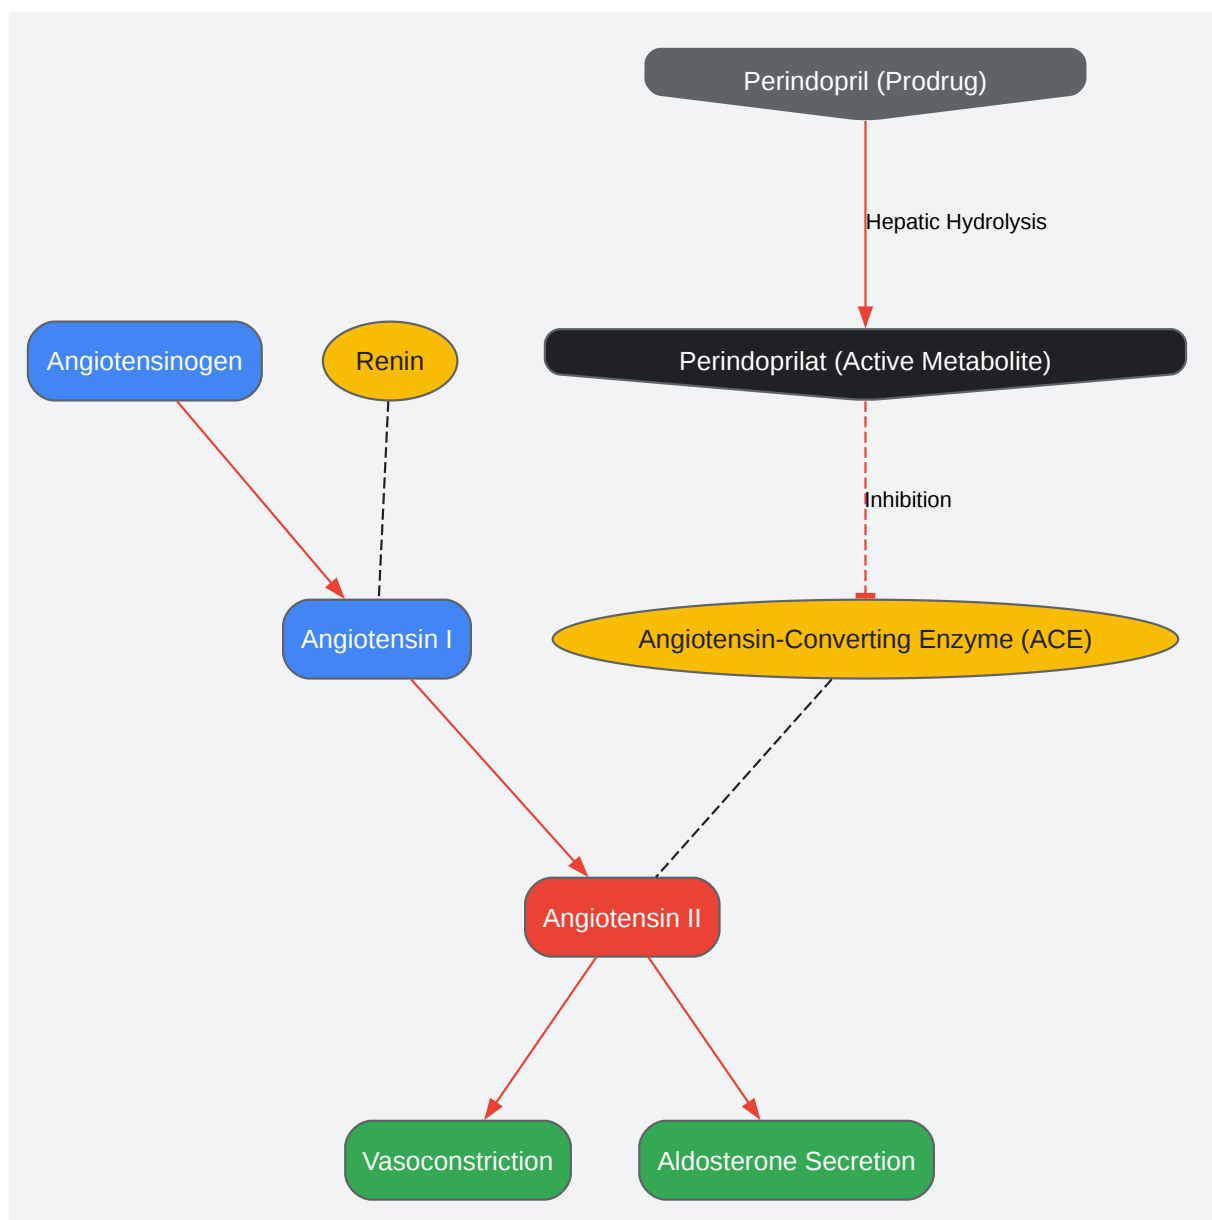 Perindopril (Prodrug)
Hepatic Hydrolysis
Angiotensinogen
Renin
Perindoprilat (Active Metabolite)
Inhibition
Angiotensin I
Angiotensin-Converting Enzyme (ACE)
Angiotensin II
Vasoconstriction
Aldosterone Secretion